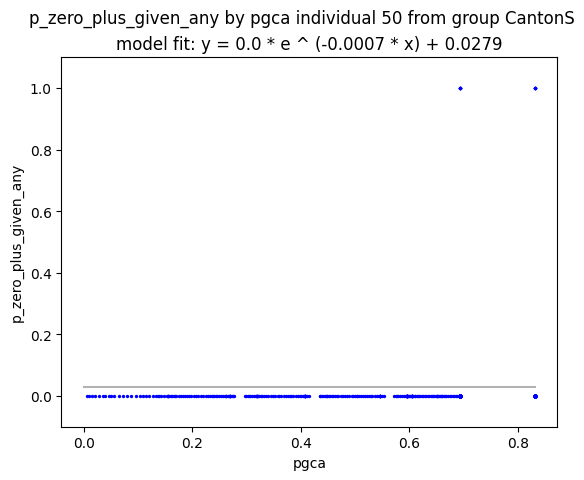 p_zero_plus_given_any by pgca individual 50 from group CantonS
model fit: y = 0.0 * e ^ (-0.0007 * x) + 0.0279
p_zero_plus_given_any
1.0
0.8
0.6
0.4
0.2
0.0
0.0 0.2 0.4 0.6 0.8
pgca